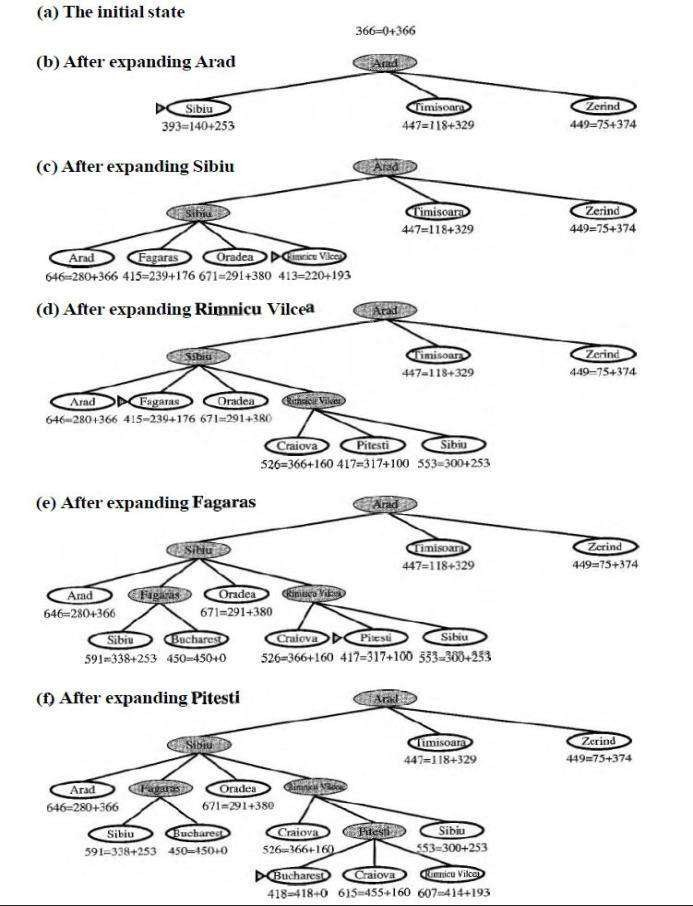 (a) The initial state
366=0+366
(b) After expanding Arad
Arad
Sibiu Timisoara Zerind
393=140+253 447=118+329 449=75+374
(c) After expanding Sibiu
Arad
Sibiu Timisoara Zerind
447=118+329 449=75+374
Arad Fagaras Oradea Rimnicu Vilcea
646=280+366 415=239+176 671=291+380 413=220+193
(d) After expanding Rimnicu Vilcea
Arad
Sibiu Timisoara Zerind
447=118+329 449=75+374
Arad Fagaras Oradea Rimnicu Vilcea
646=280+366 415=239+176 671=291+380
Craiova Pitesti Sibiu
526=366+160 417=317+100 553=300+253
(e) After expanding Fagaras
Arad
Sibiu Timisoara Zerind
447=118+329 449=75+374
Arad Fagaras Oradea Rimnicu Vilcea
646=280+366 671=291+380
Sibiu Bucharest Craiova Pitesti Sibiu
591=338+253 450=450+0 526=366+160 417=317+100 553=300+253
(f) After expanding Pitesti
Arad
Sibiu Timisoara Zerind
447=118+329 449=75+374
Arad Fagaras Oradea Rimnicu Vilcea
646=280+366 671=291+380
Sibiu Bucharest Craiova Pitesti Sibiu
591=338+253 450=450+0 526=366+160 553=300+253
Bucharest Craiova Rimnicu Vilcea
418=418+0 615=455+160 607=414+193